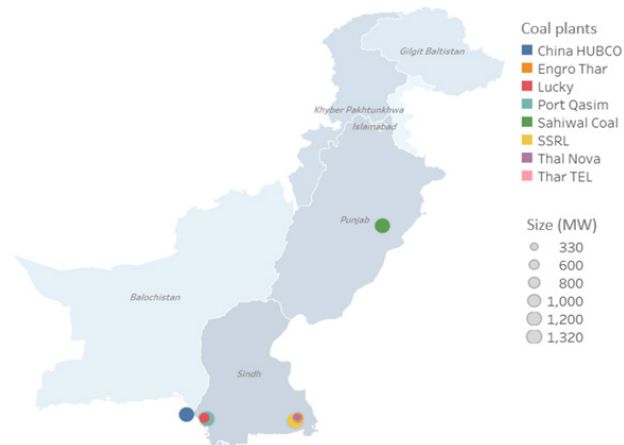 Gilgit Baltistan
Khyber Pakhtunkhwa
Islamabad
Punjab
Balochistan
Sindh
Coal plants
China HUBCO
Engro Thar
Lucky
Port Qasim
Sahiwal Coal
SSRL
Thal Nova
Thar TEL
Size (MW)
330
600
800
1,000
1,200
1,320